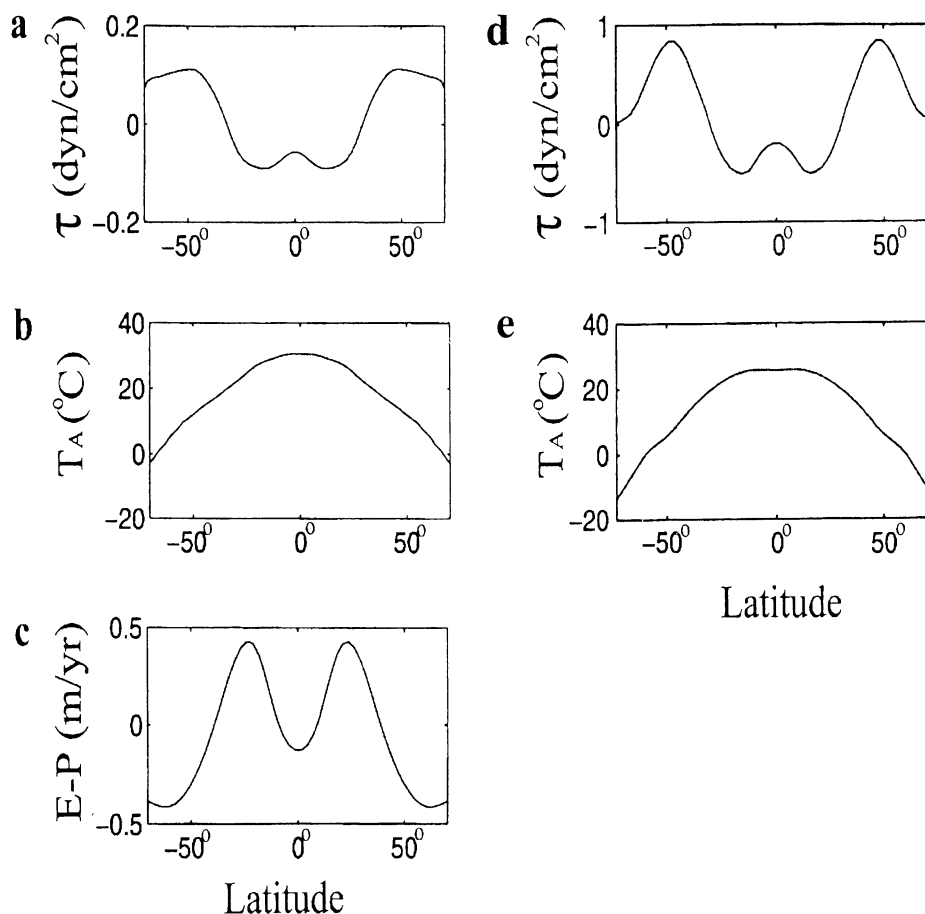 a
τ (dyn/cm²)
0.2
0
−0.2
−50⁰
0⁰
50⁰
d
τ (dyn/cm²)
1
0
−1
−50⁰
0⁰
50⁰
b
T_A (°C)
40
20
0
−20
−50⁰
0⁰
50⁰
e
T_A (°C)
40
20
0
−20
−50⁰
0⁰
50⁰
Latitude
c
E-P (m/yr)
0.5
0
−0.5
−50⁰
0⁰
50⁰
Latitude